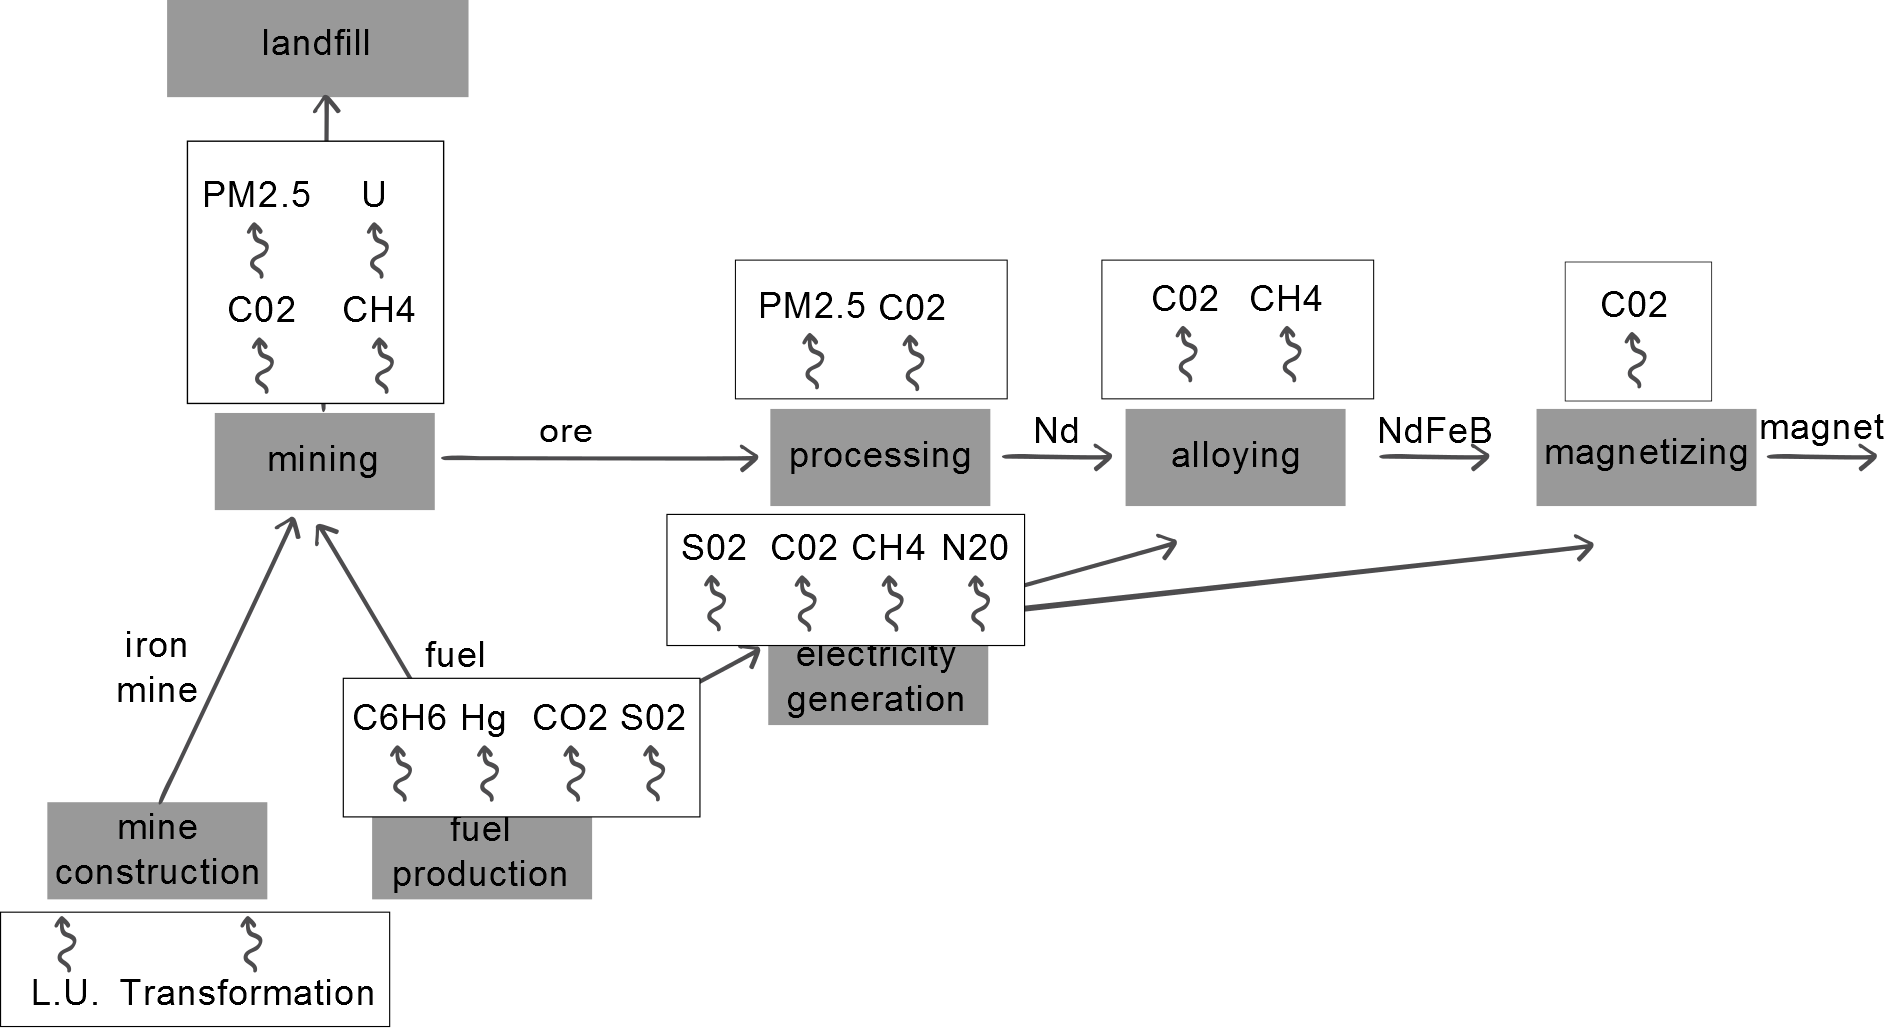 landfill
PM2.5 U
C02 CH4
mining
ore
PM2.5 C02
processing
Nd
C02 CH4
alloying
NdFeB
C02
magnetizing
magnet
S02 C02 CH4 N20
electricity
generation
iron
mine
fuel
C6H6 Hg CO2 S02
fuel
production
mine
construction
L.U. Transformation